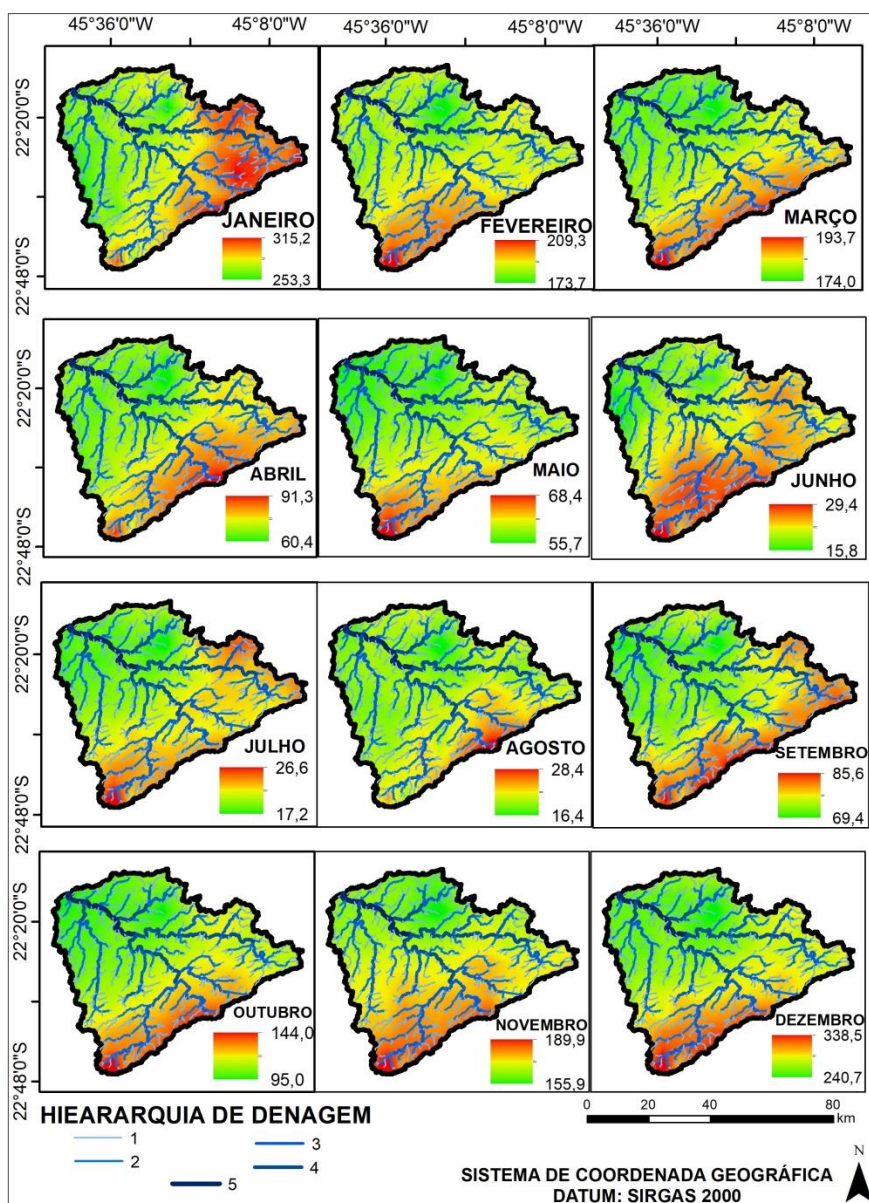 45°36'0"W 45°8'0"W 45°36'0"W 45°8'0"W 45°36'0"W 45°8'0"W
22°20'0"S
22°48'0"S
JANEIRO
315,2
253,3
FEVEREIRO
209,3
173,7
MARÇO
193,7
174,0
22°20'0"S
22°48'0"S
ABRIL
91,3
60,4
MAIO
68,4
55,7
JUNHO
29,4
15,8
22°20'0"S
22°48'0"S
JULHO
26,6
17,2
AGOSTO
28,4
16,4
SETEMBRO
85,6
69,4
22°20'0"S
22°48'0"S
OUTUBRO
144,0
95,0
NOVEMBRO
189,9
155,9
DEZEMBRO
338,5
240,7
HIEARARQUIA DE DENAGEM
1
2
3
4
5
0 20 40 60 80
km
N
SISTEMA DE COORDENADA GEOGRÁFICA
DATUM: SIRGAS 2000